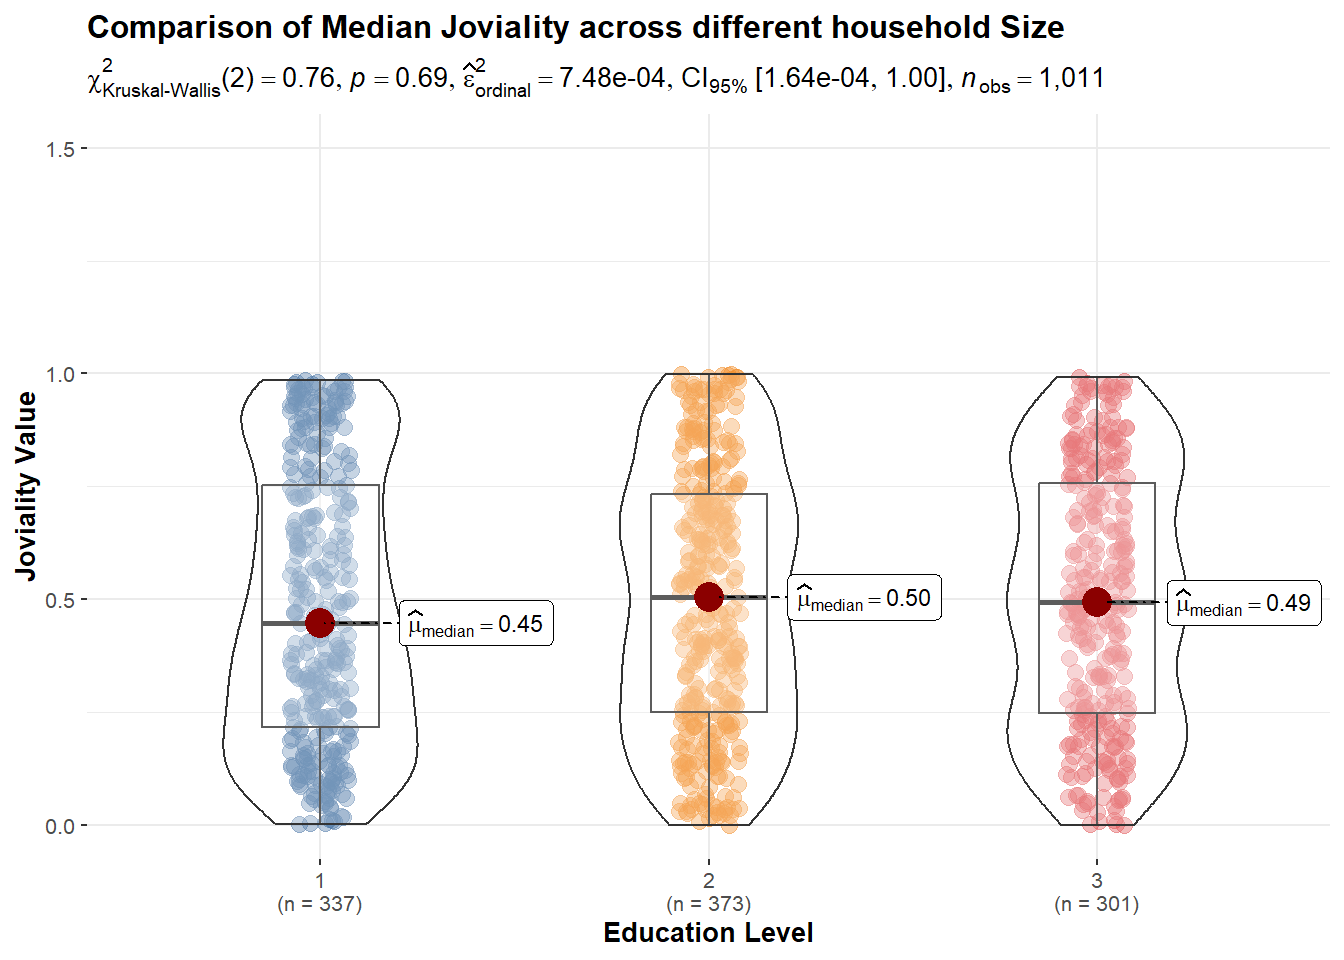 Comparison of Median Joviality across different household Size
χ²Kruskal-Wallis(2) = 0.76, p = 0.69, ε̂²ordinal = 7.48e-04, CI95% [1.64e-04, 1.00], nobs = 1,011
1.5
1.0
0.5
0.0
Joviality Value
μ̂median = 0.45
μ̂median = 0.50
μ̂median = 0.49
1 2 3
(n = 337) (n = 373) (n = 301)
Education Level